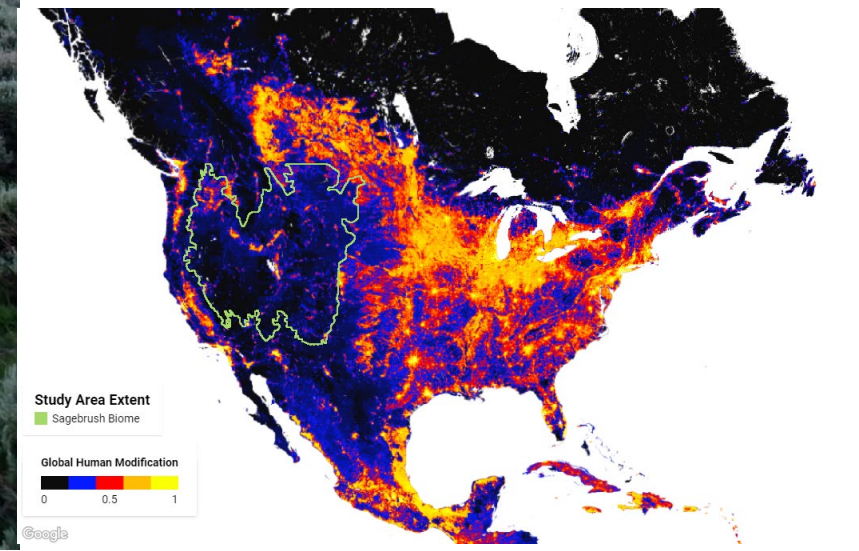 Study Area Extent
Sagebrush Biome
Global Human Modification
0 0.5 1
Google